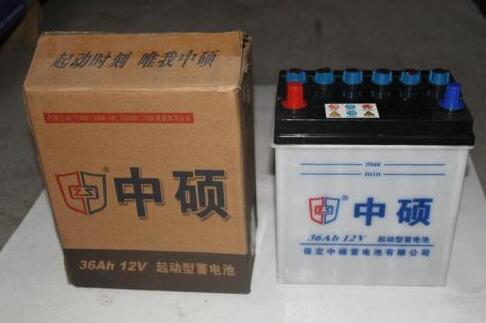 起动时刻 唯我中硕
ZS
中硕
36Ah 12V 起动型蓄电池
max
min
ZS
中硕
36Ah 12V 起动型蓄电池
保定中硕蓄电池有限公司